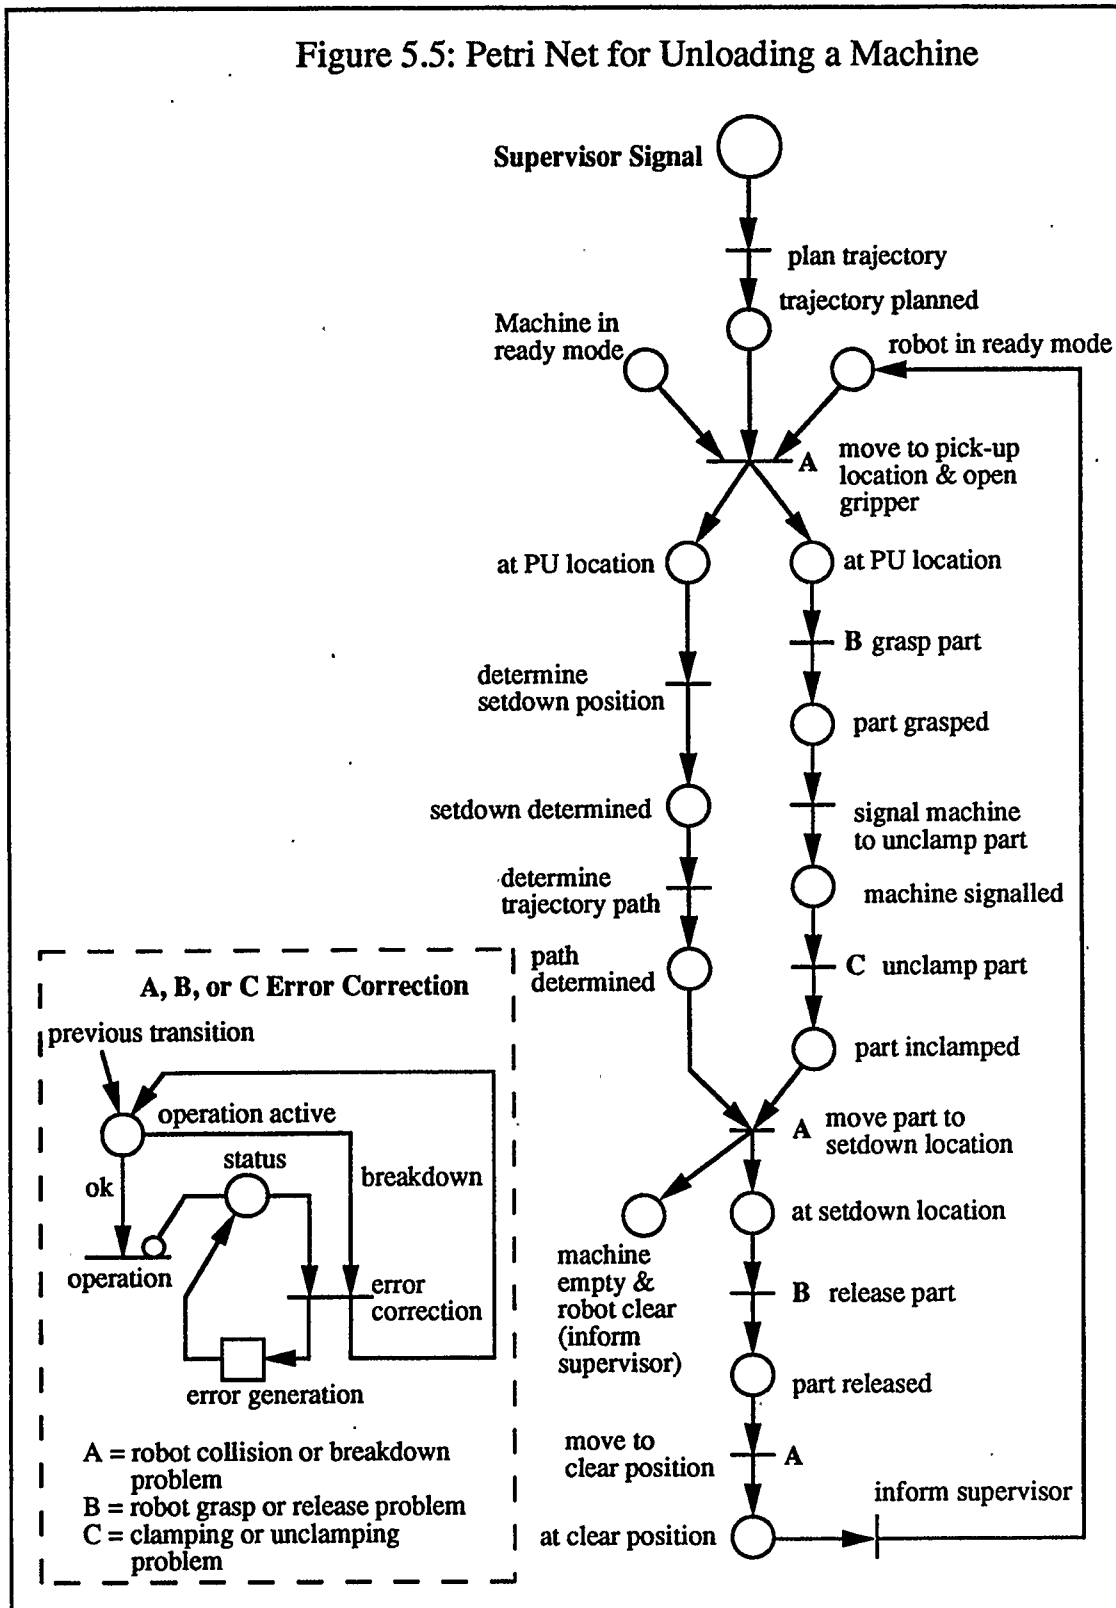 Figure 5.5: Petri Net for Unloading a Machine
Supervisor Signal
plan trajectory
trajectory planned
Machine in
ready mode
robot in ready mode
A
move to pick-up
location & open
gripper
at PU location
at PU location
B grasp part
determine
setdown position
part grasped
setdown determined
signal machine
to unclamp part
determine
trajectory path
machine signalled
path
determined
C unclamp part
part inclamped
A move part to
setdown location
at setdown location
machine
empty &
robot clear
(inform
supervisor)
B release part
part released
move to
clear position
A
inform supervisor
at clear position
A, B, or C Error Correction
previous transition
operation active
status
breakdown
ok
operation
error
correction
error generation
A = robot collision or breakdown
problem
B = robot grasp or release problem
C = clamping or unclamping
problem